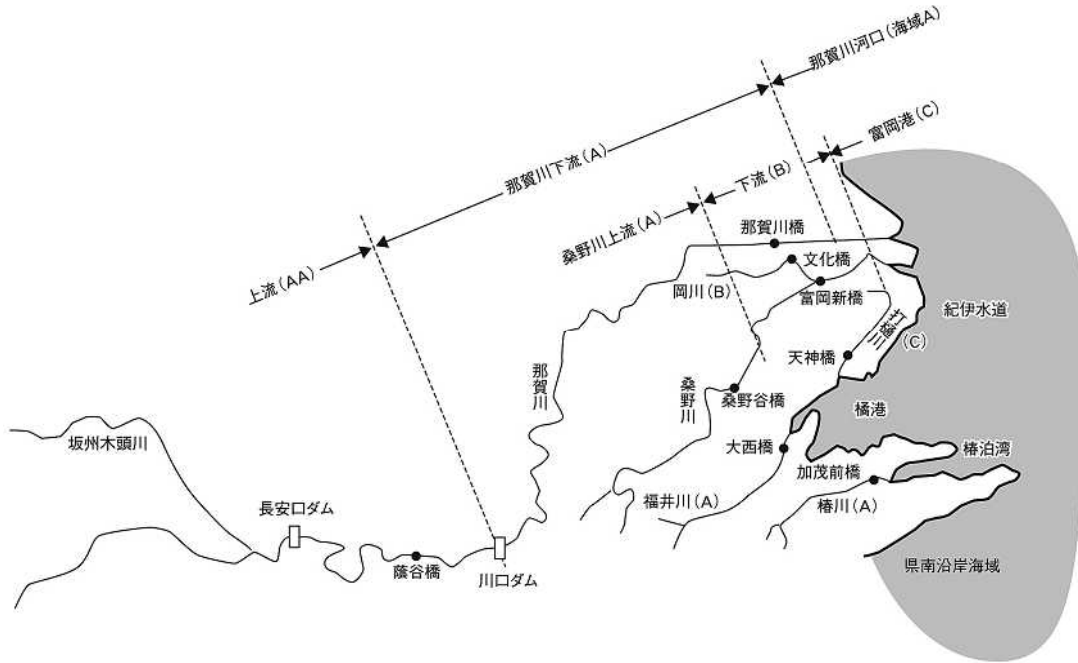 那賀川河口(海域A)
富岡港(C)
那賀川下流(A)
下流(B)
桑野川上流(A)
上流(AA)
那賀川橋
文化橋
岡川(B)
富岡新橋
紀伊水道
打樋川
(C)
天神橋
那賀川
桑野川
桑野谷橋
橘港
坂州木頭川
大西橋
椿泊湾
加茂前橋
福井川(A)
椿川(A)
長安口ダム
蔭谷橋
川口ダム
県南沿岸海域